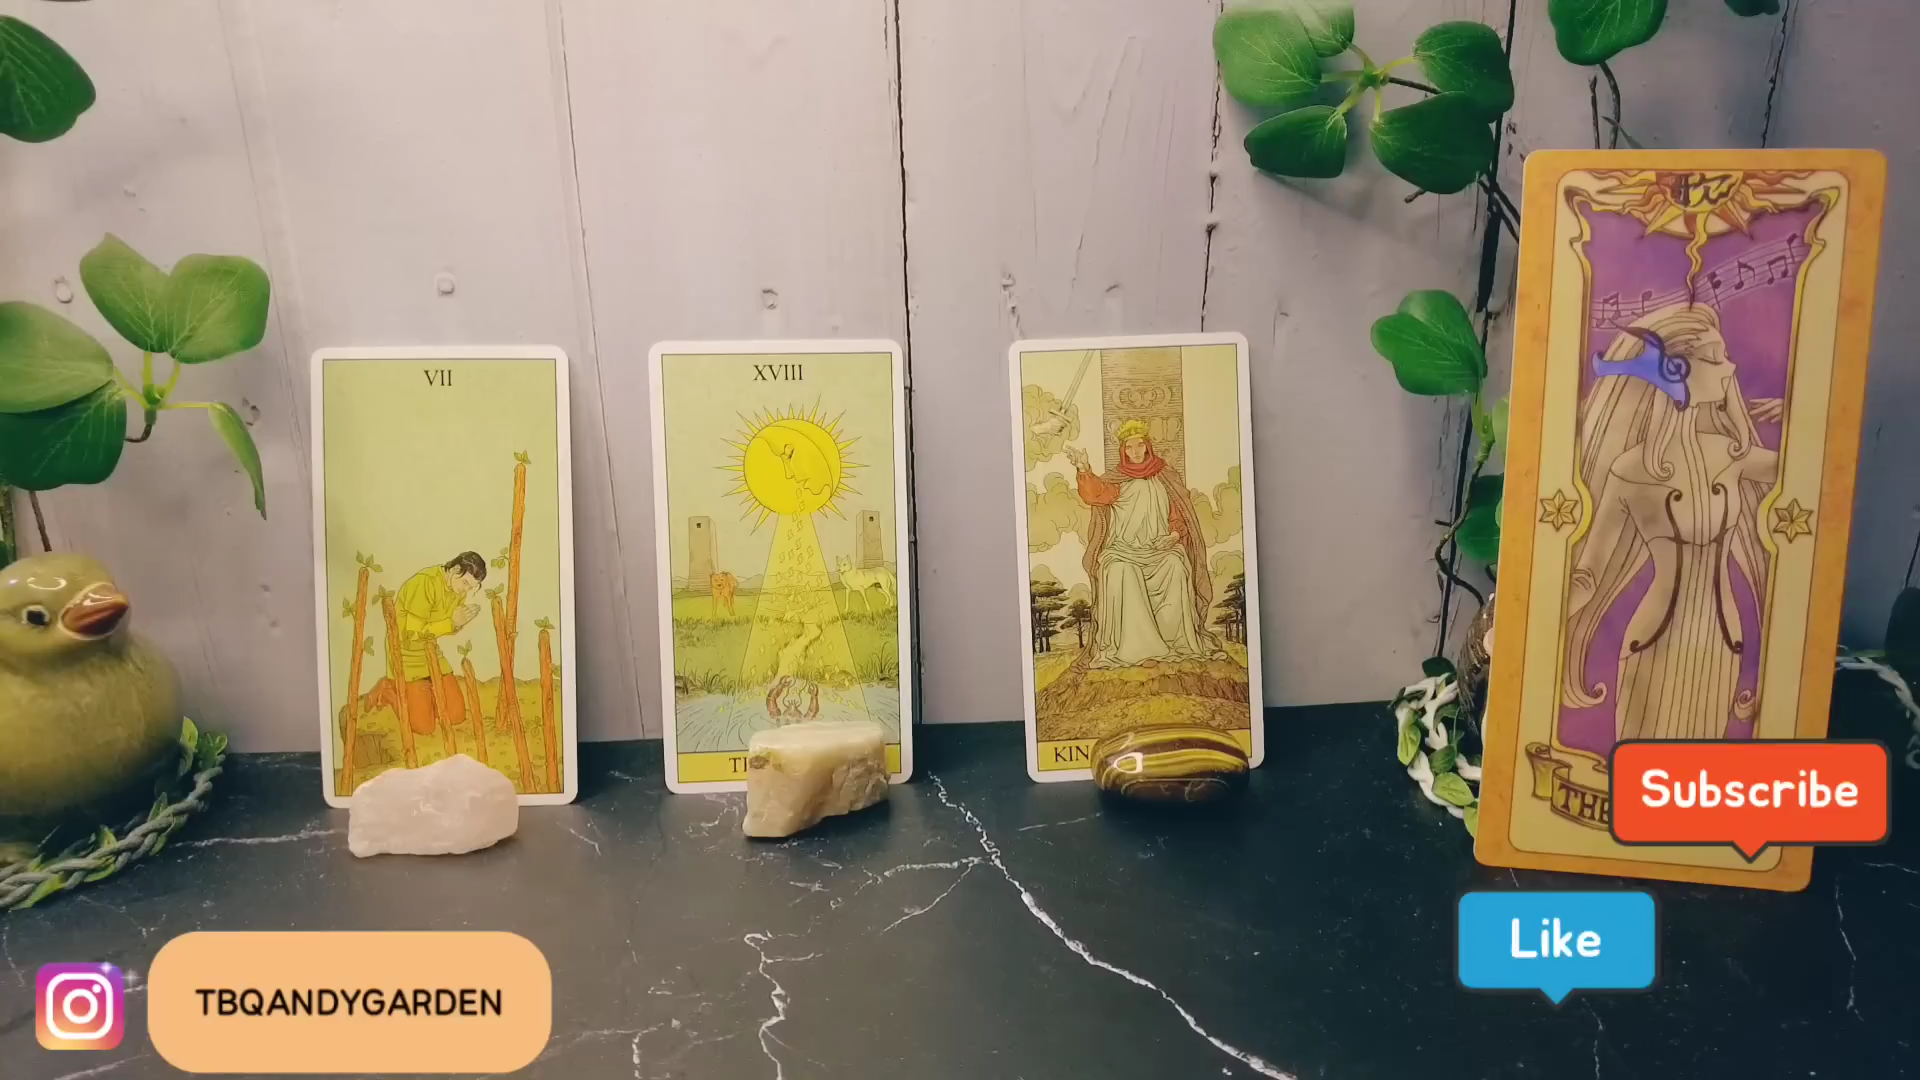 VII
XVIII
KIN
THE
Subscribe
Like
TBQANDYGARDEN